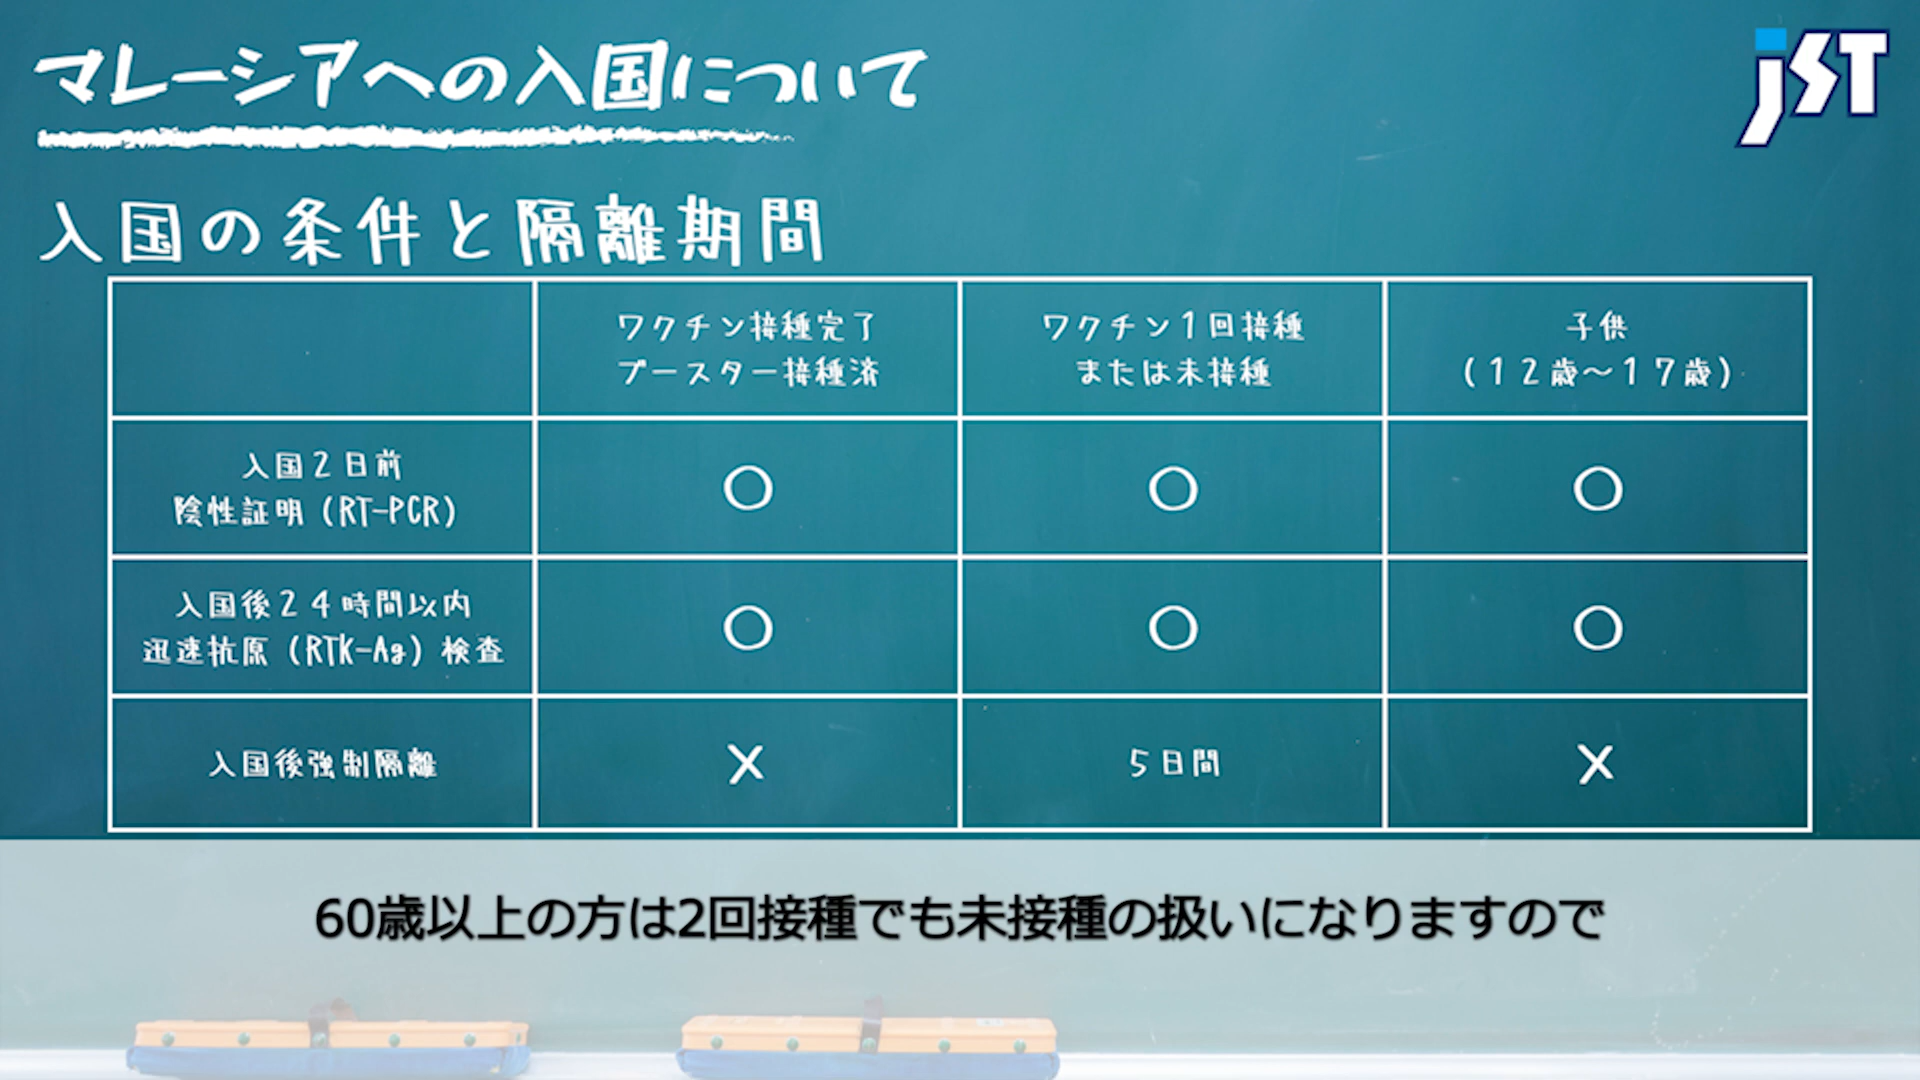 マレーシアへの入国について
jST
入国の条件と隔離期間
ワクチン接種完了
ブースター接種済
ワクチン1回接種
または未接種
子供
(12歳〜17歳)
入国2日前
陰性証明(RT-PCR)
○
○
○
入国後24時間以内
迅速抗原(RTK-Ag)検査
○
○
○
入国後強制隔離
×
5日間
×
60歳以上の方は2回接種でも未接種の扱いになりますので